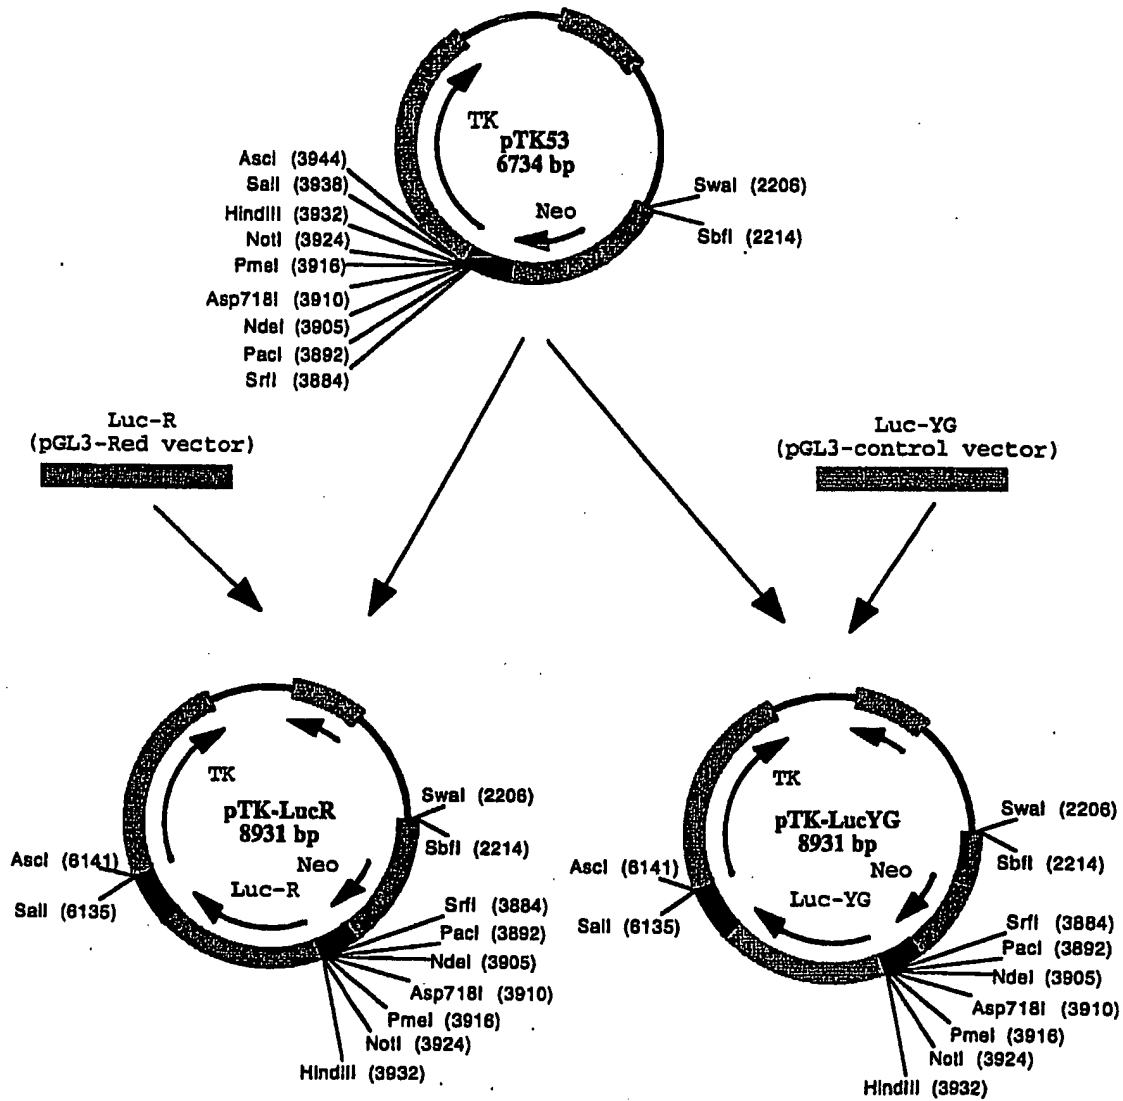 TK
pTK53
6734 bp
AscI (3944)
SalI (3938)
HindIII (3932)
NotI (3924)
PmeI (3916)
Asp718I (3910)
NdeI (3905)
PacI (3892)
SrfI (3884)
Neo
SwaI (2206)
SbfI (2214)
Luc-R
(pGL3-Red vector)
Luc-YG
(pGL3-control vector)
TK
pTK-LucR
8931 bp
Neo
Luc-R
SwaI (2206)
SbfI (2214)
AscI (6141)
SalI (6135)
SrfI (3884)
PacI (3892)
NdeI (3905)
Asp718I (3910)
PmeI (3916)
NotI (3924)
HindIII (3932)
TK
pTK-LucYG
8931 bp
Neo
Luc-YG
SwaI (2206)
SbfI (2214)
AscI (6141)
SalI (6135)
SrfI (3884)
PacI (3892)
NdeI (3905)
Asp718I (3910)
PmeI (3916)
NotI (3924)
HindIII (3932)